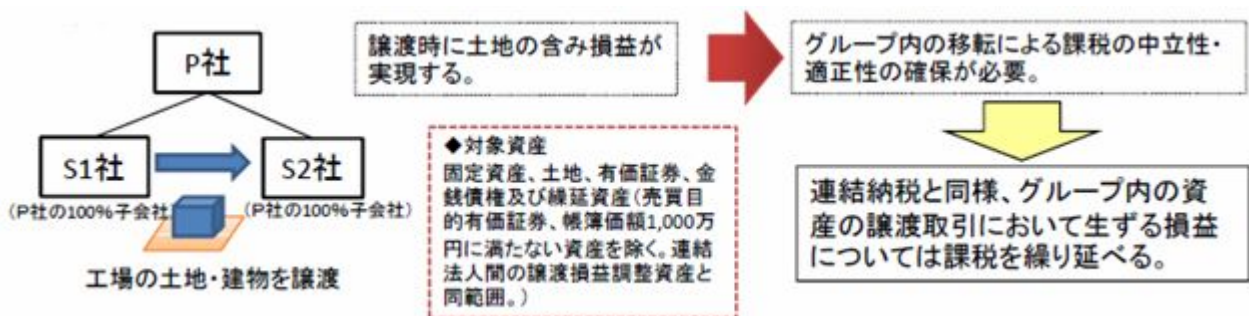 P社
S1社
S2社
(P社の100%子会社)
(P社の100%子会社)
工場の土地・建物を譲渡
譲渡時に土地の含み損益が
実現する。
◆対象資産
固定資産、土地、有価証券、金
銭債権及び繰延資産(売買目
的有価証券、帳簿価額1,000万
円に満たない資産を除く。連結
法人間の譲渡損益調整資産と
同範囲。)
グループ内の移転による課税の中立性・
適正性の確保が必要。
連結納税と同様、グループ内の資
産の譲渡取引において生ずる損益
については課税を繰り延べる。